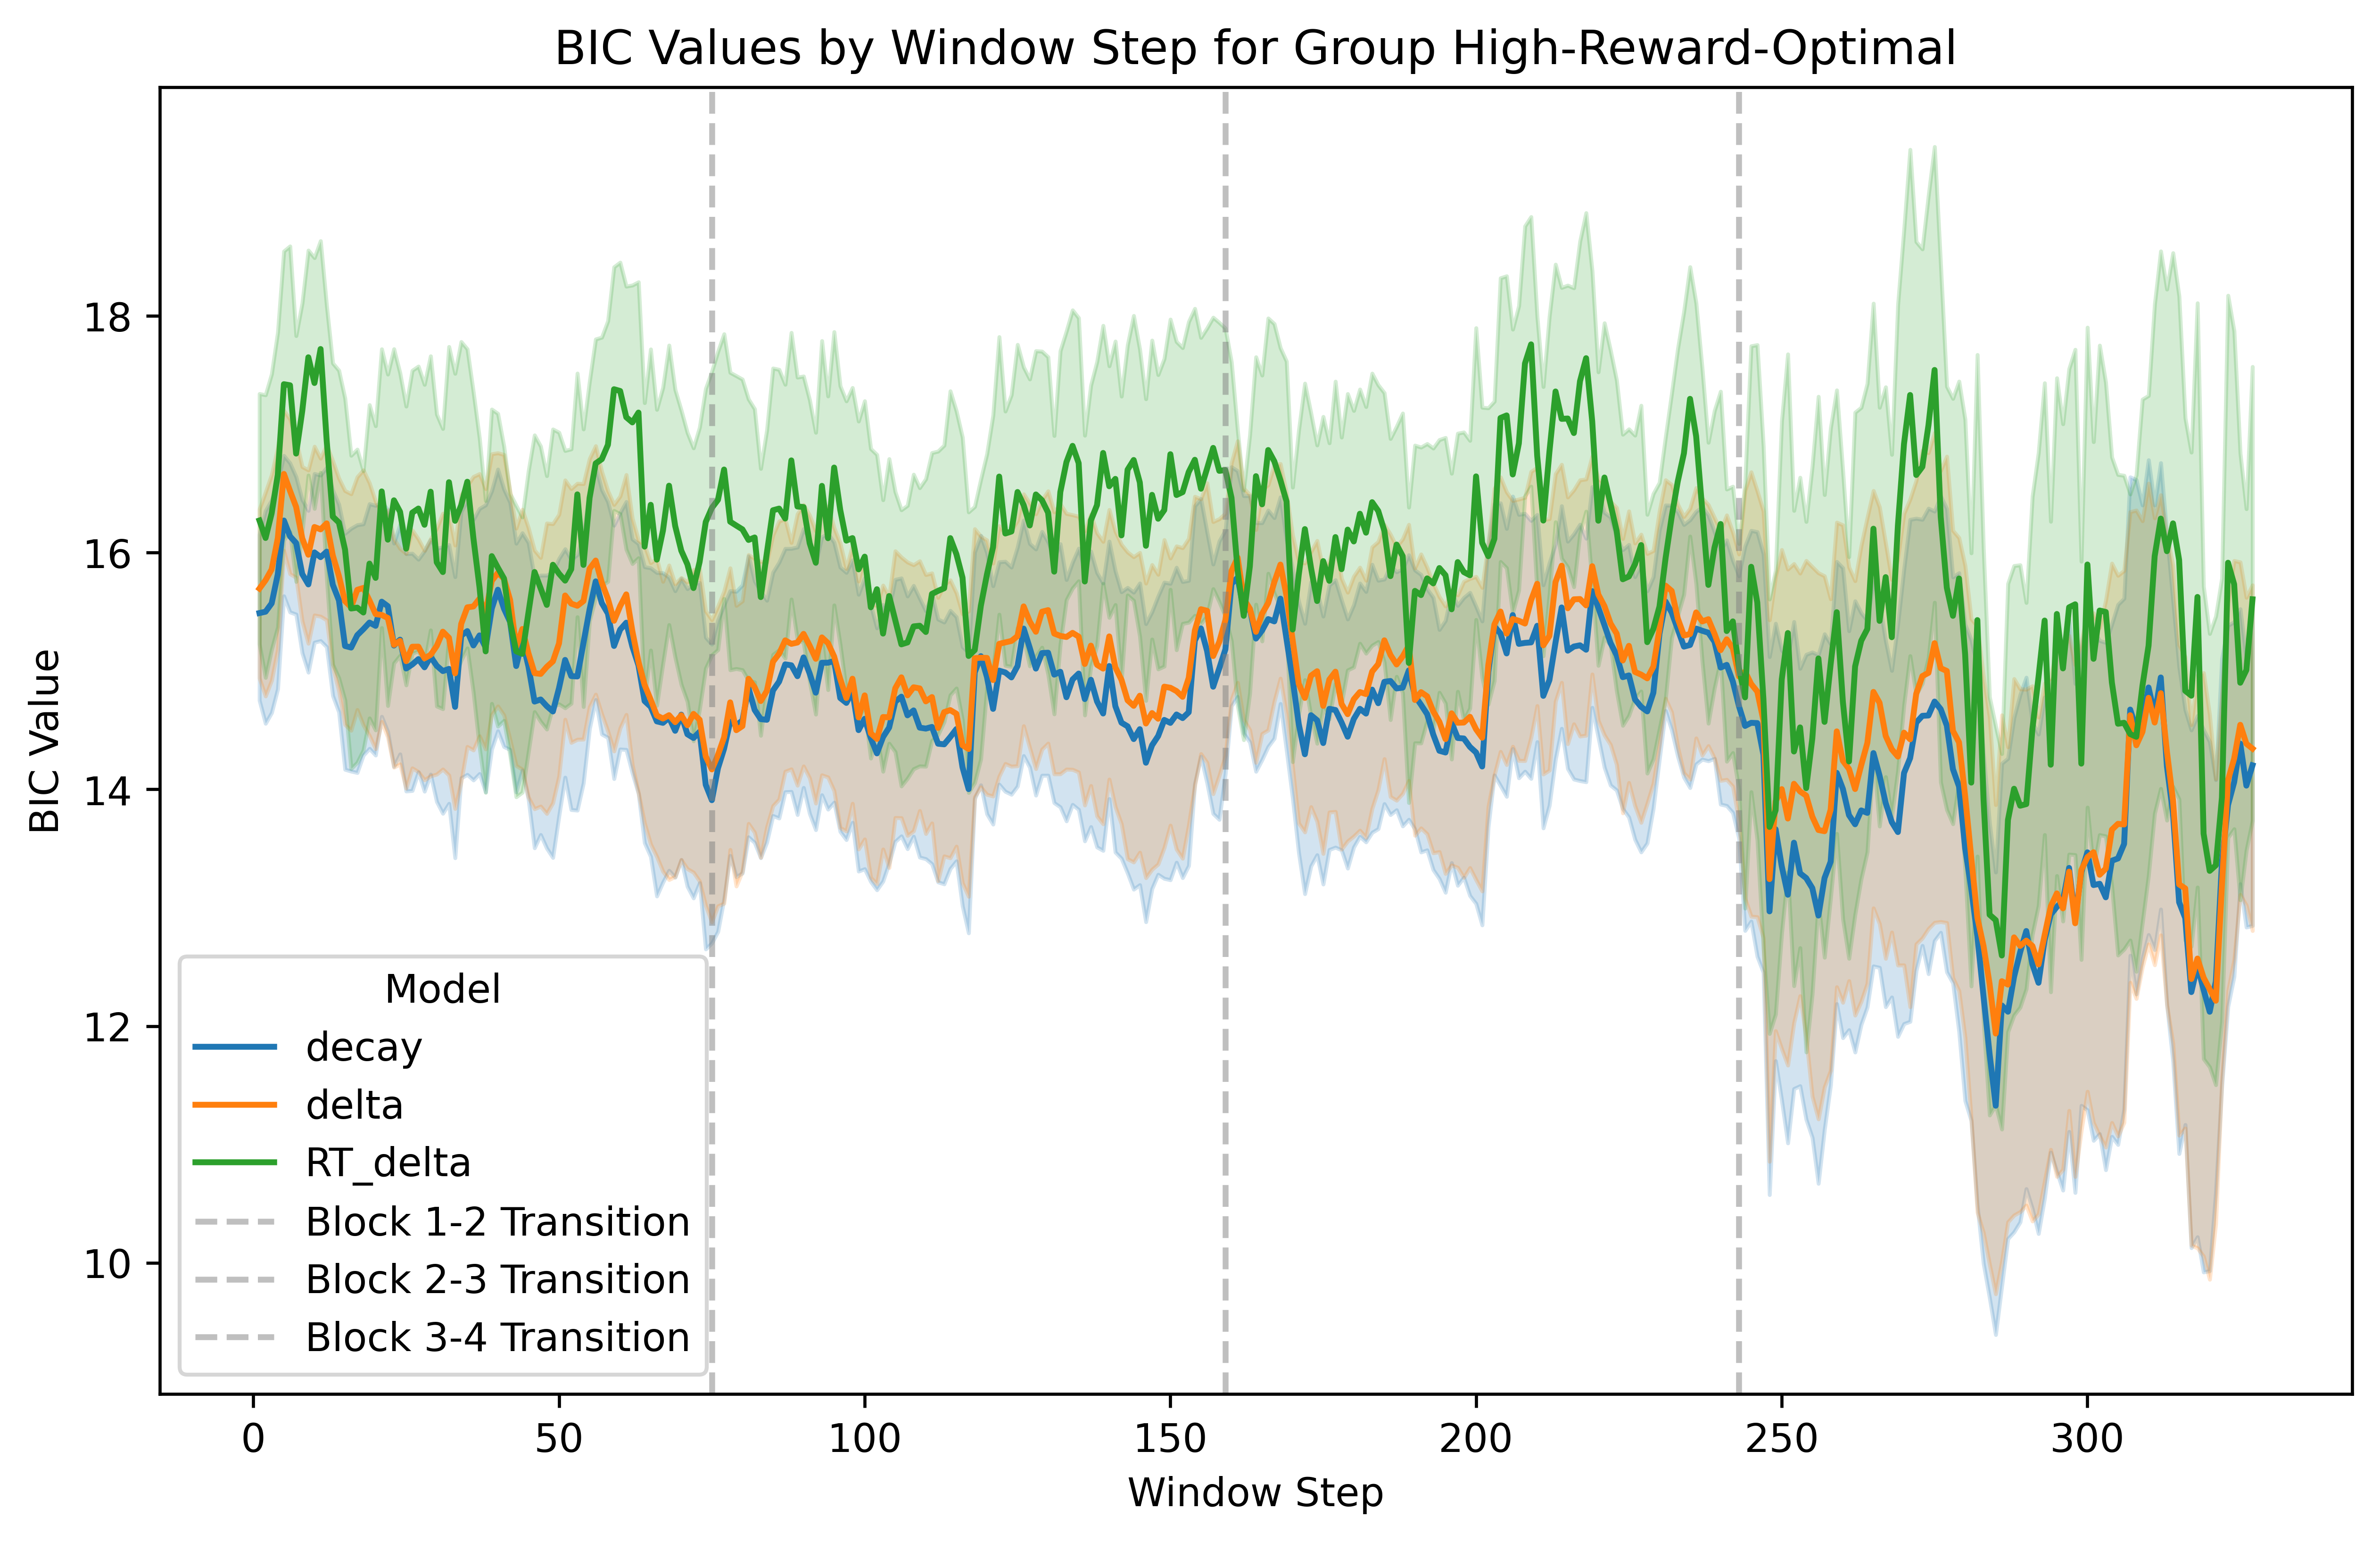 BIC Values by Window Step for Group High-Reward-Optimal
BIC Value
18
16
14
12
10
Model
decay
delta
RT_delta
Block 1-2 Transition
Block 2-3 Transition
Block 3-4 Transition
0 50 100 150 200 250 300
Window Step